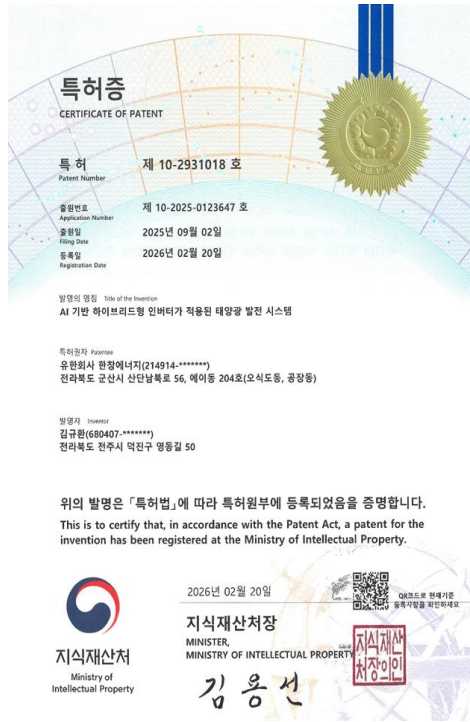 특허증
CERTIFICATE OF PATENT
특 허
Patent Number
제 10-2931018 호
출원번호
Application Number
제 10-2025-0123647 호
출원일
Filing Date
2025년 09월 02일
등록일
Registration Date
2026년 02월 20일
발명의 명칭 Title of the Invention
AI 기반 하이브리드형 인버터가 적용된 태양광 발전 시스템
특허권자 Patentee
유한회사 한창에너지(214914-*******)
전라북도 군산시 산단남북로 56, 에이동 204호(오식도동, 공장동)
발명자 Inventor
김규환(680407-*******)
전라북도 전주시 덕진구 영동길 50
위의 발명은 「특허법」에 따라 특허원부에 등록되었음을 증명합니다.
This is to certify that, in accordance with the Patent Act, a patent for the
invention has been registered at the Ministry of Intellectual Property.
2026년 02월 20일
QR코드로 현재기준
등록사항을 확인하세요
지식재산처장
MINISTER,
MINISTRY OF INTELLECTUAL PROPERTY
김용선
지식재산
처장의인
지식재산처
Ministry of
Intellectual Property